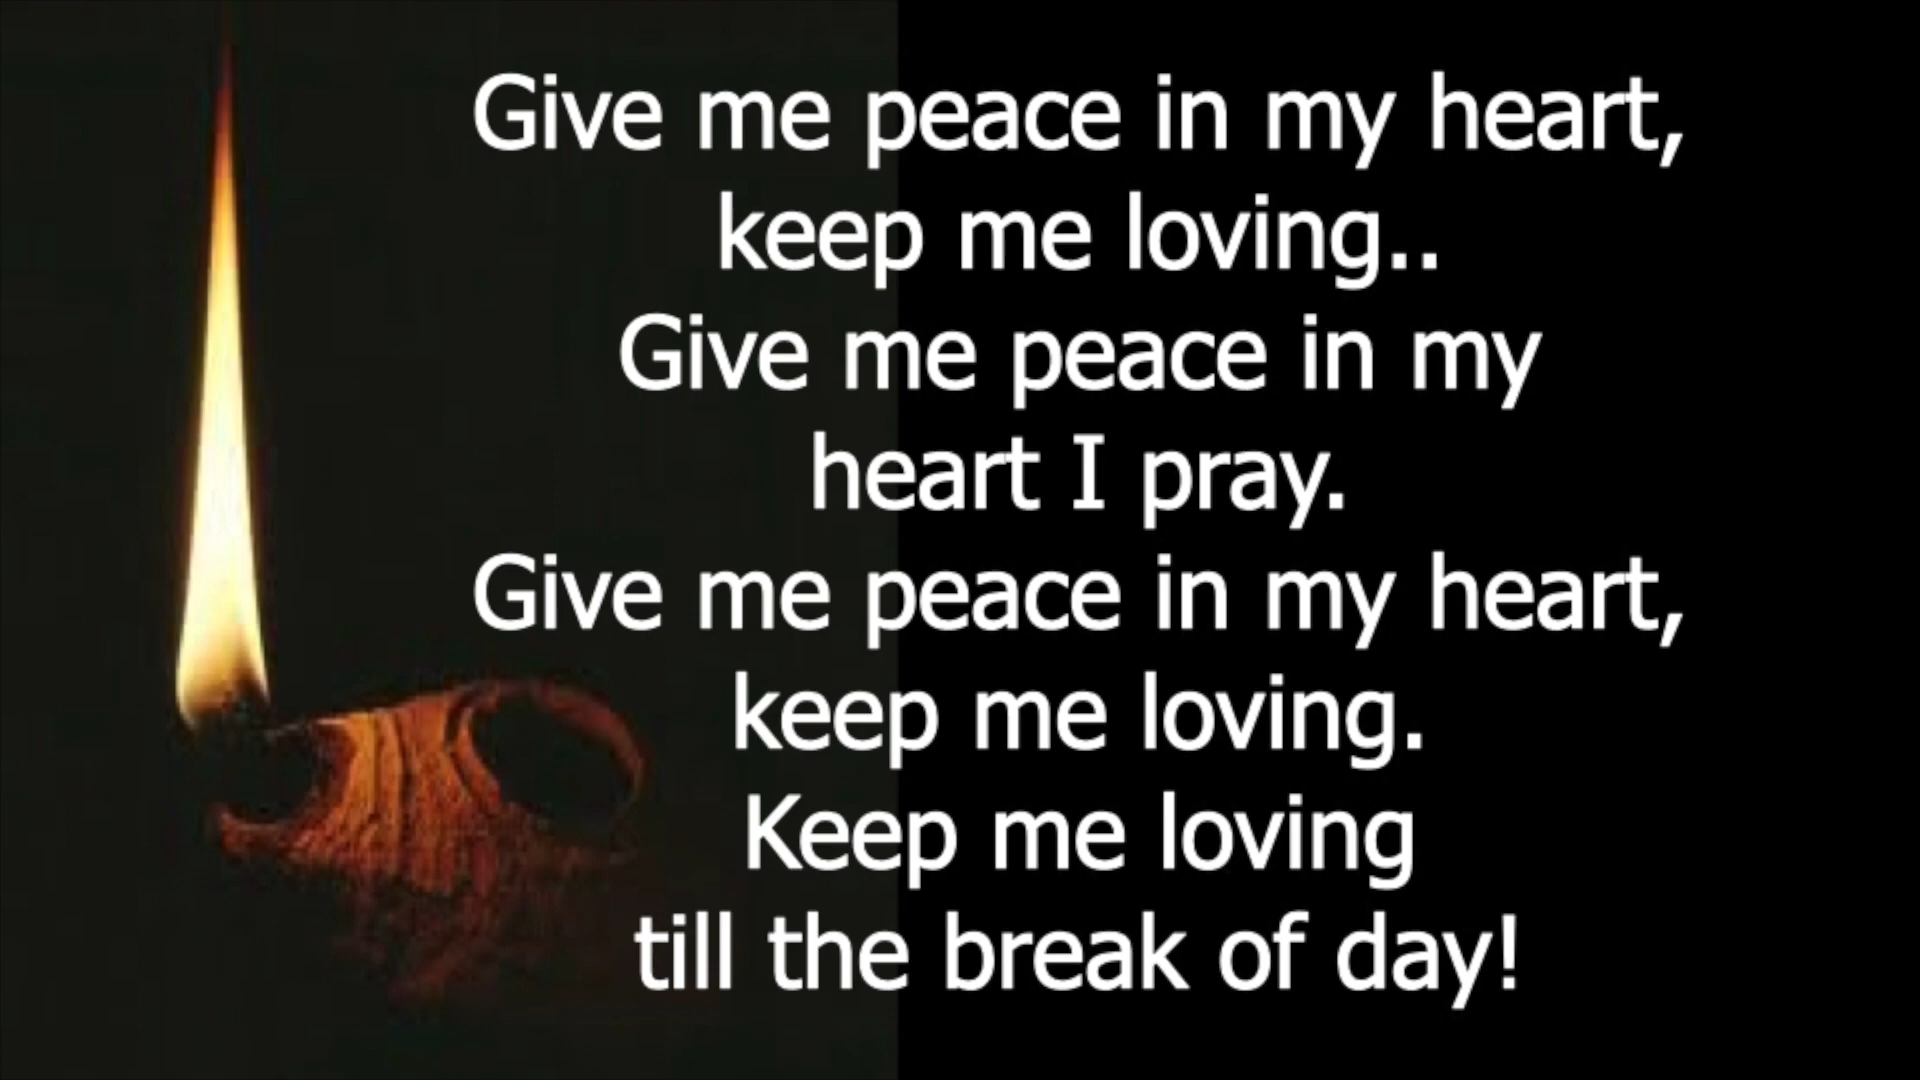 Give me peace in my heart,
keep me loving..
Give me peace in my
heart I pray.
Give me peace in my heart,
keep me loving.
Keep me loving
till the break of day!